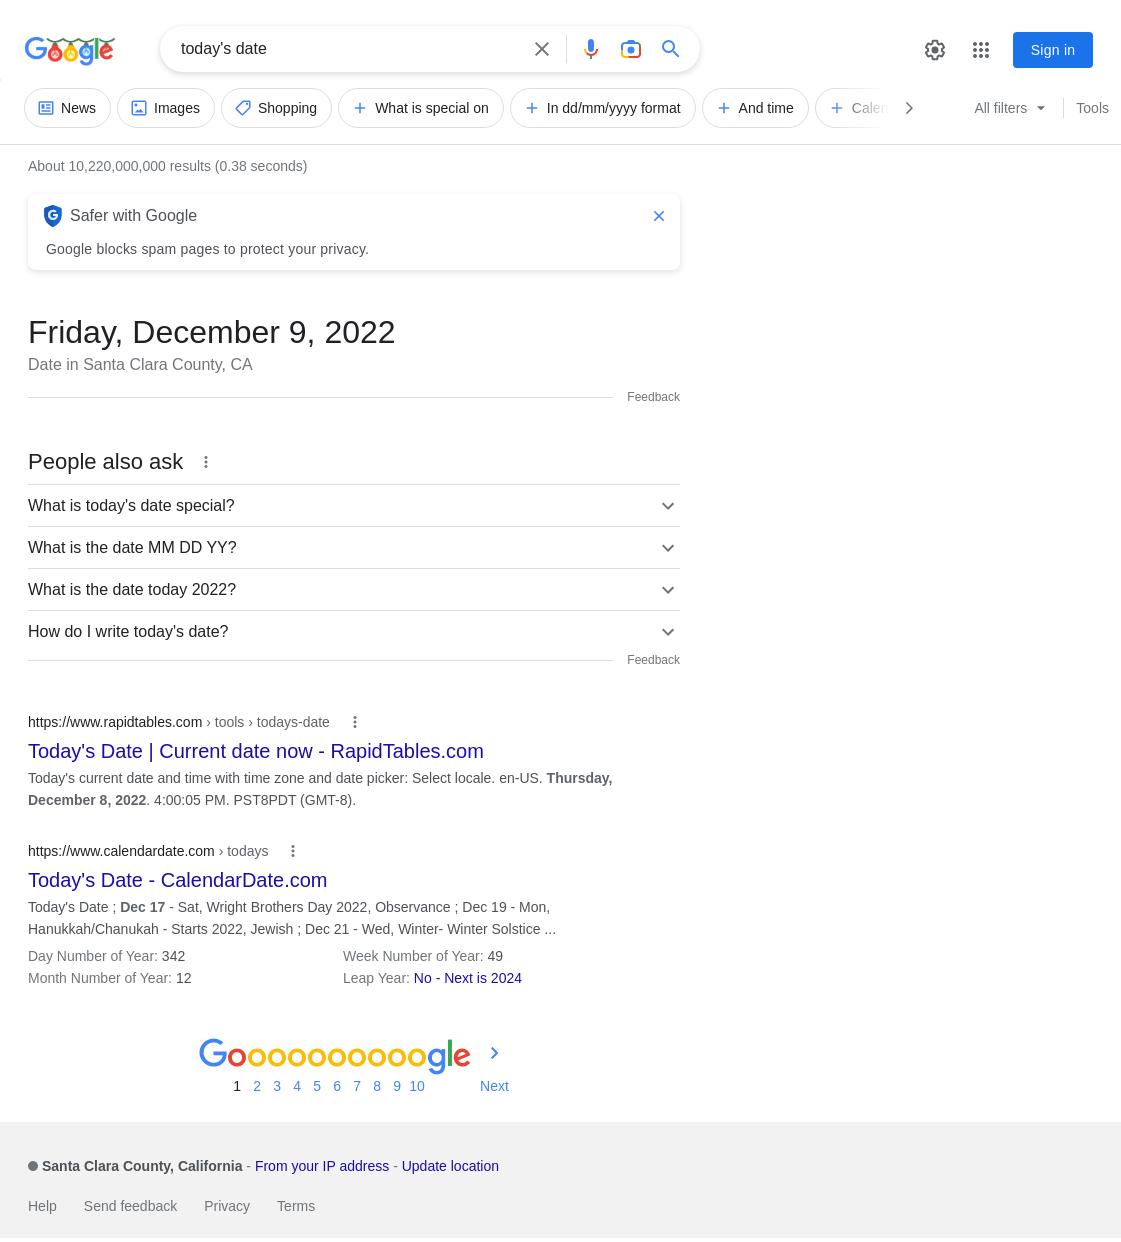 Google
today's date
Sign in
News
Images
Shopping
What is special on
In dd/mm/yyyy format
And time
All filters
Tools
About 10,220,000,000 results (0.38 seconds)
Safer with Google
Google blocks spam pages to protect your privacy.
Friday, December 9, 2022
Date in Santa Clara County, CA
Feedback
People also ask
What is today's date special?
What is the date MM DD YY?
What is the date today 2022?
How do I write today's date?
Feedback
https://www.rapidtables.com › tools › todays-date
Today's Date | Current date now - RapidTables.com
Today's current date and time with time zone and date picker: Select locale. en-US. Thursday,
December 8, 2022. 4:00:05 PM. PST8PDT (GMT-8).
https://www.calendardate.com › todays
Today's Date - CalendarDate.com
Today's Date ; Dec 17 - Sat, Wright Brothers Day 2022, Observance ; Dec 19 - Mon,
Hanukkah/Chanukah - Starts 2022, Jewish ; Dec 21 - Wed, Winter- Winter Solstice ...
Day Number of Year: 342 Week Number of Year: 49
Month Number of Year: 12 Leap Year: No - Next is 2024
Goooooooooogle
1 2 3 4 5 6 7 8 9 10 Next
Santa Clara County, California - From your IP address - Update location
Help Send feedback Privacy Terms